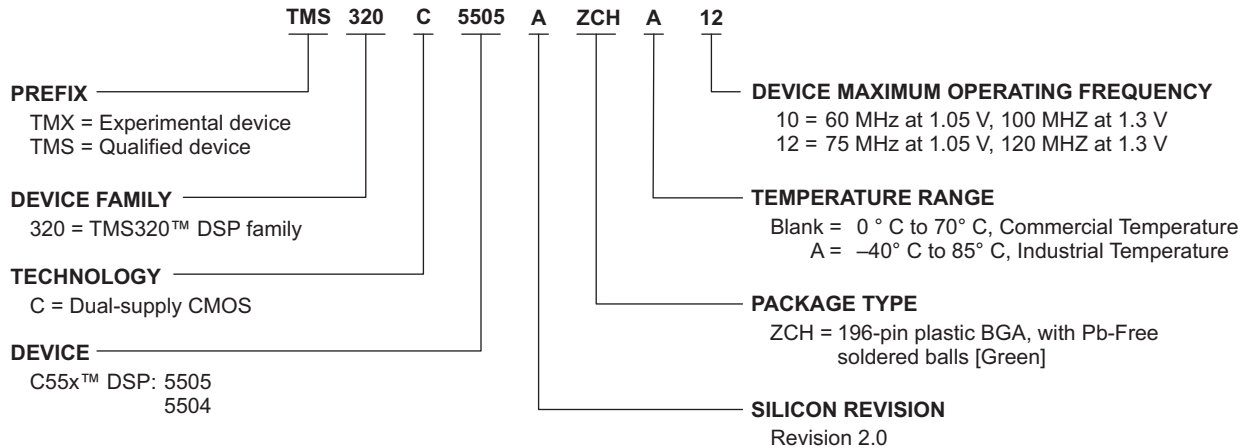 TMS 320 C 5505 A ZCH A 12
PREFIX
TMX = Experimental device
TMS = Qualified device
DEVICE FAMILY
320 = TMS320™ DSP family
TECHNOLOGY
C = Dual-supply CMOS
DEVICE
C55x™ DSP: 5505
5504
DEVICE MAXIMUM OPERATING FREQUENCY
10 = 60 MHz at 1.05 V, 100 MHZ at 1.3 V
12 = 75 MHz at 1.05 V, 120 MHZ at 1.3 V
TEMPERATURE RANGE
Blank = 0 ° C to 70° C, Commercial Temperature
A = –40° C to 85° C, Industrial Temperature
PACKAGE TYPE
ZCH = 196-pin plastic BGA, with Pb-Free
soldered balls [Green]
SILICON REVISION
Revision 2.0